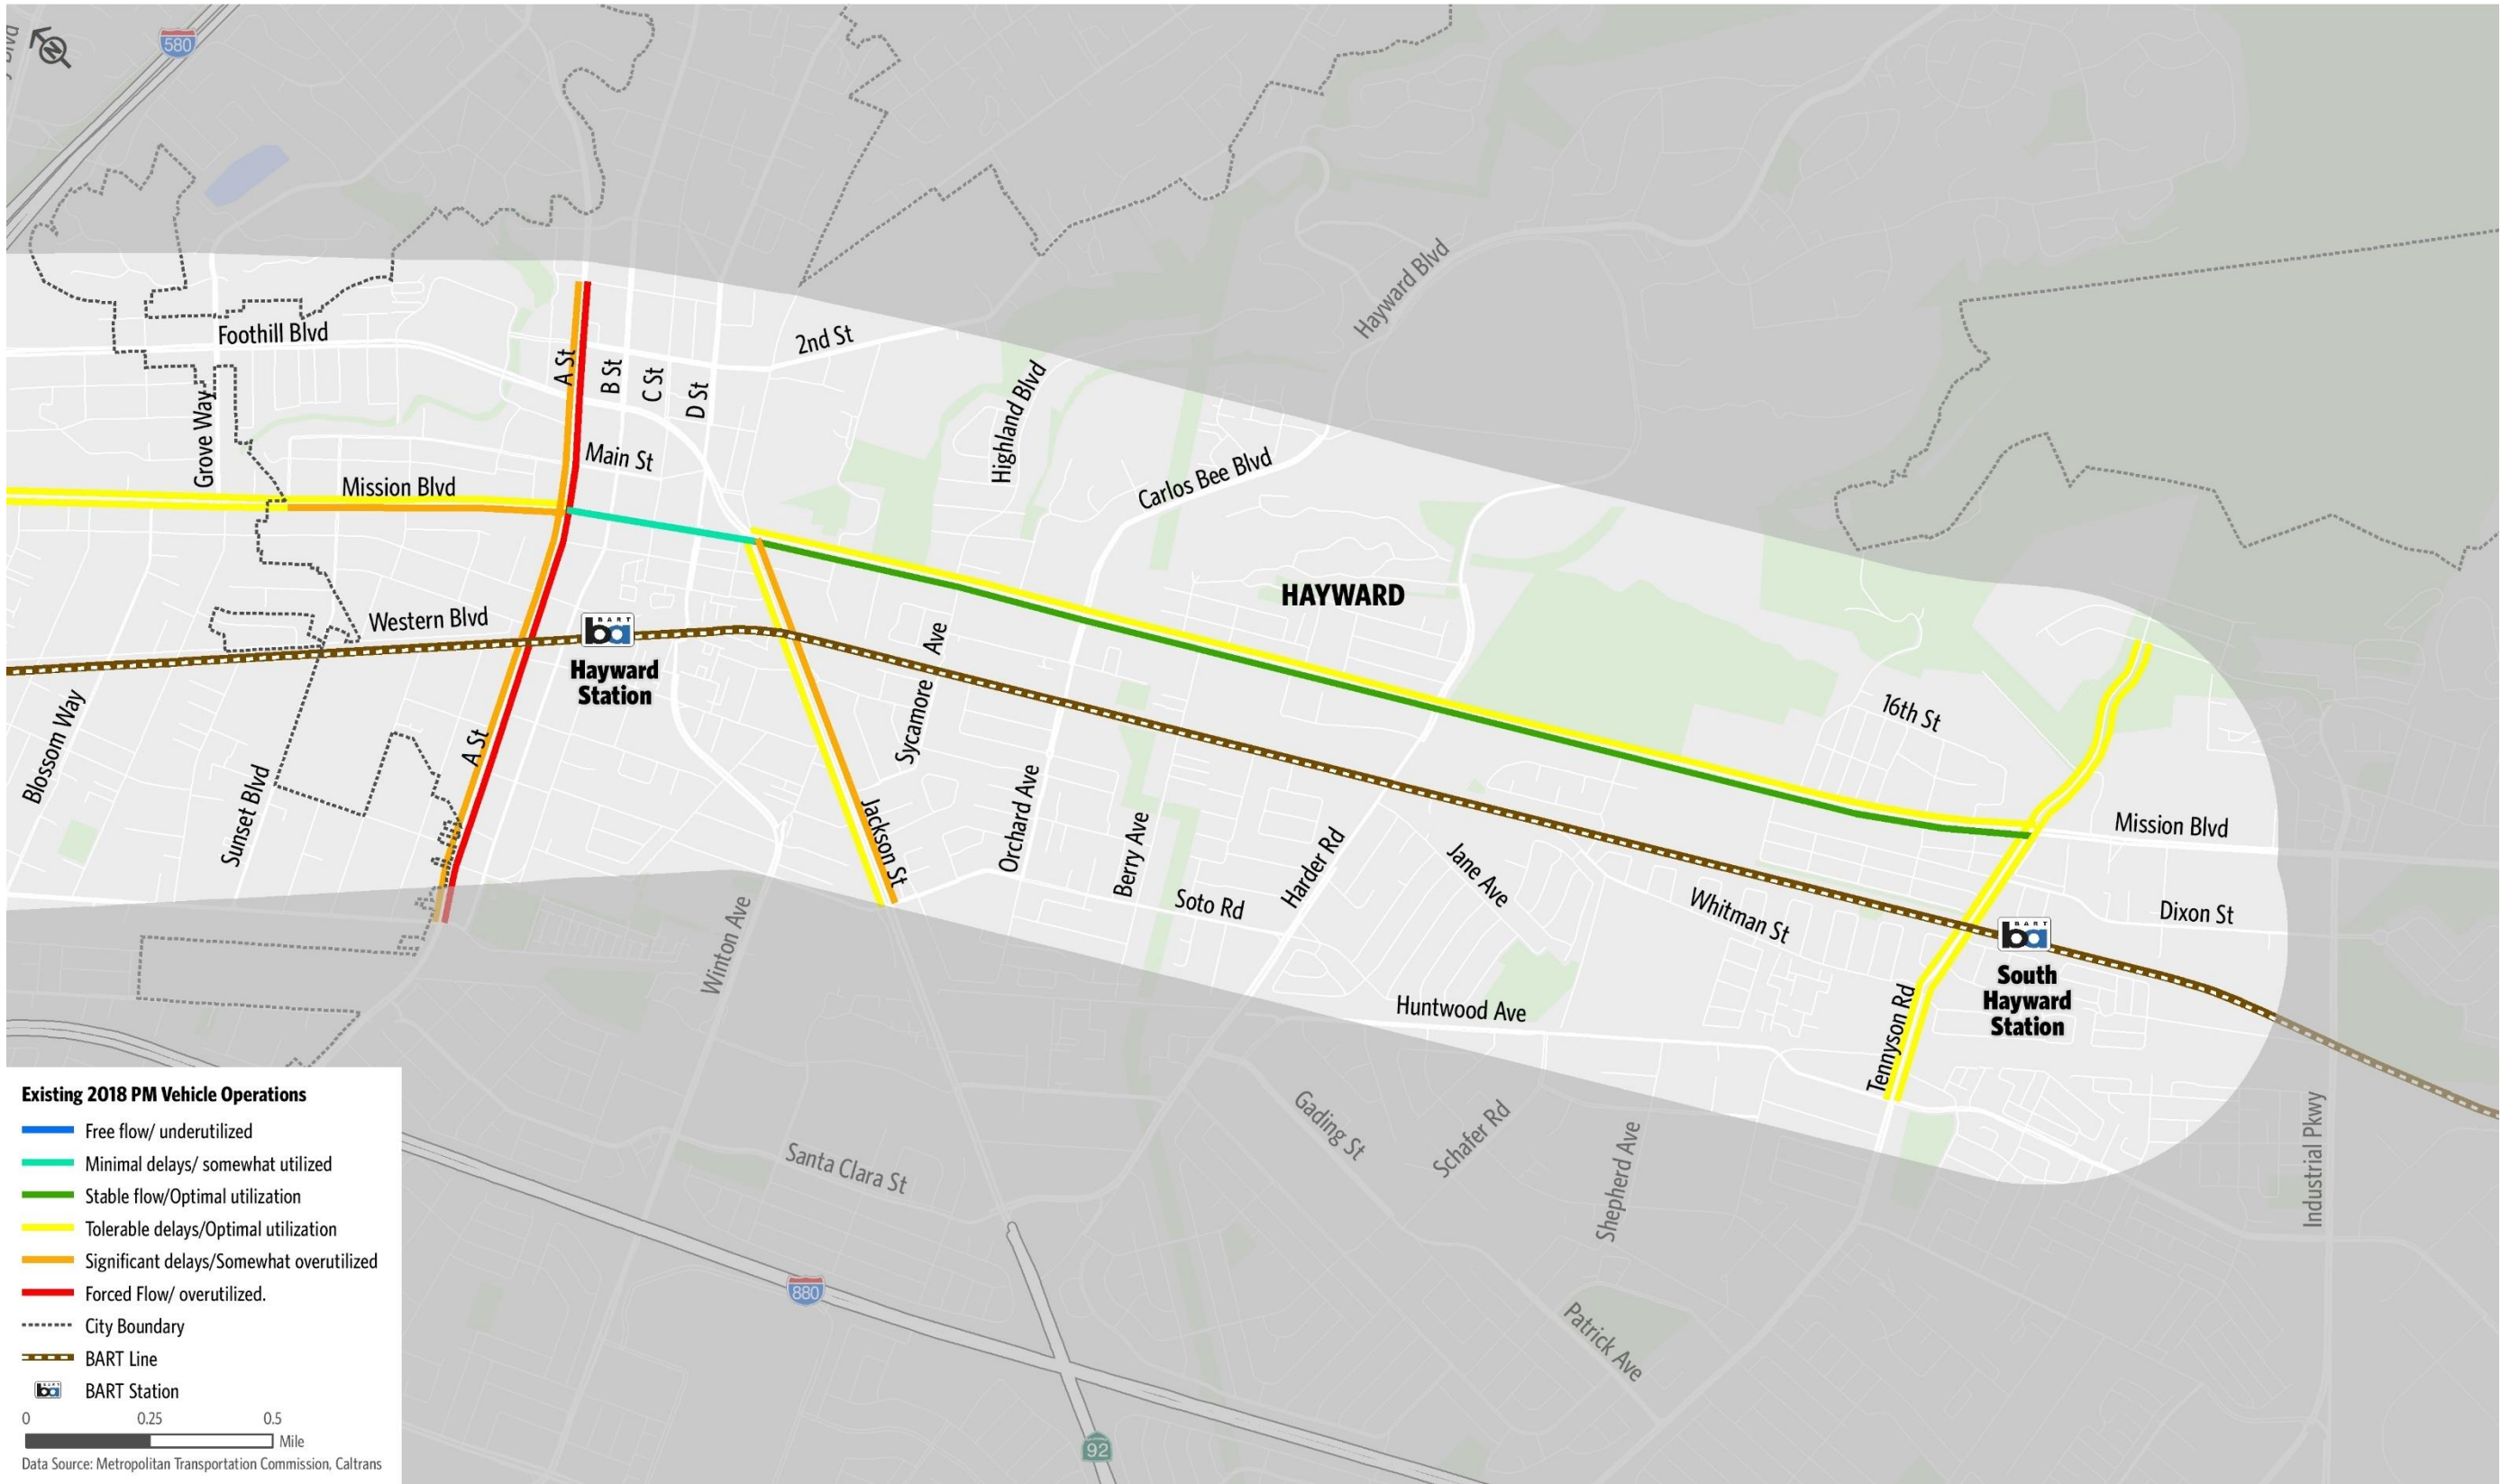 580
N
Foothill Blvd
2nd St
Hayward Blvd
A St
B St
C St
D St
Grove Way
Highland Blvd
Main St
Carlos Bee Blvd
Mission Blvd
HAYWARD
Western Blvd
BART
ba
Hayward
Station
Sycamore Ave
16th St
Blossom Way
A St
Sunset Blvd
Jackson St
Orchard Ave
Berry Ave
Harder Rd
Jane Ave
Mission Blvd
Soto Rd
Whitman St
Dixon St
BART
ba
South
Hayward
Station
Winton Ave
Huntwood Ave
Tennyson Rd
Gading St
Schafer Rd
Shepherd Ave
Industrial Pkwy
Santa Clara St
880
Patrick Ave
92
Existing 2018 PM Vehicle Operations
Free flow/ underutilized
Minimal delays/ somewhat utilized
Stable flow/Optimal utilization
Tolerable delays/Optimal utilization
Significant delays/Somewhat overutilized
Forced Flow/ overutilized.
City Boundary
BART Line
ba BART Station
0 0.25 0.5
Mile
Data Source: Metropolitan Transportation Commission, Caltrans